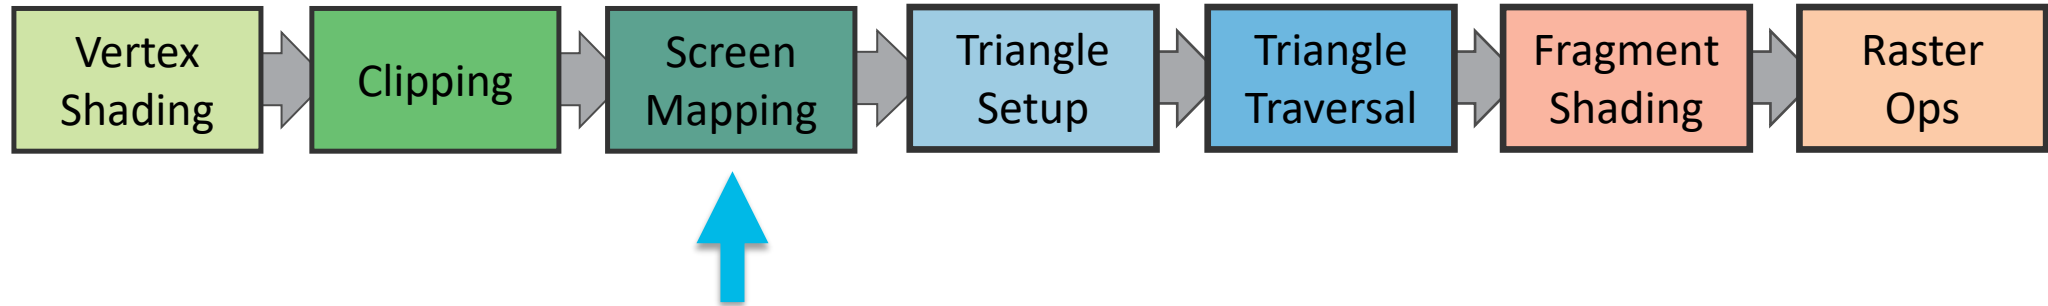 Vertex
Shading
Clipping
Screen
Mapping
Triangle
Setup
Triangle
Traversal
Fragment
Shading
Raster
Ops